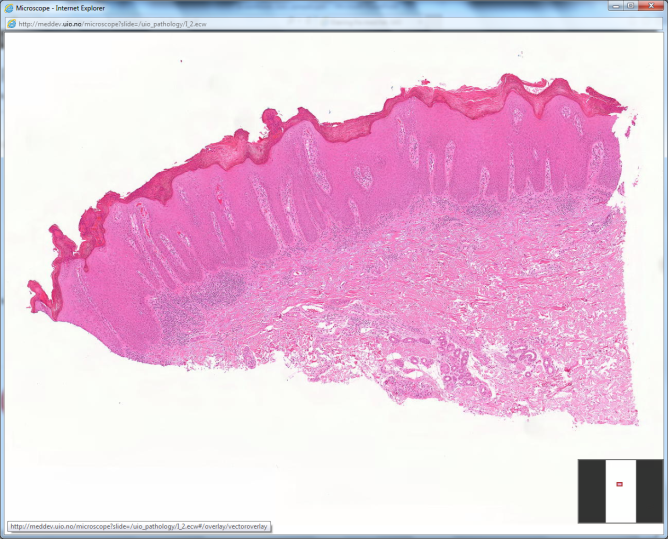 Microscope - Internet Explorer
http://meddev.uio.no/microscope?slide=/uio_pathology/I_2.ecw
http://meddev.uio.no/microscope?slide=/uio_pathology/I_2.ecw#/overlay/vectoroverlay